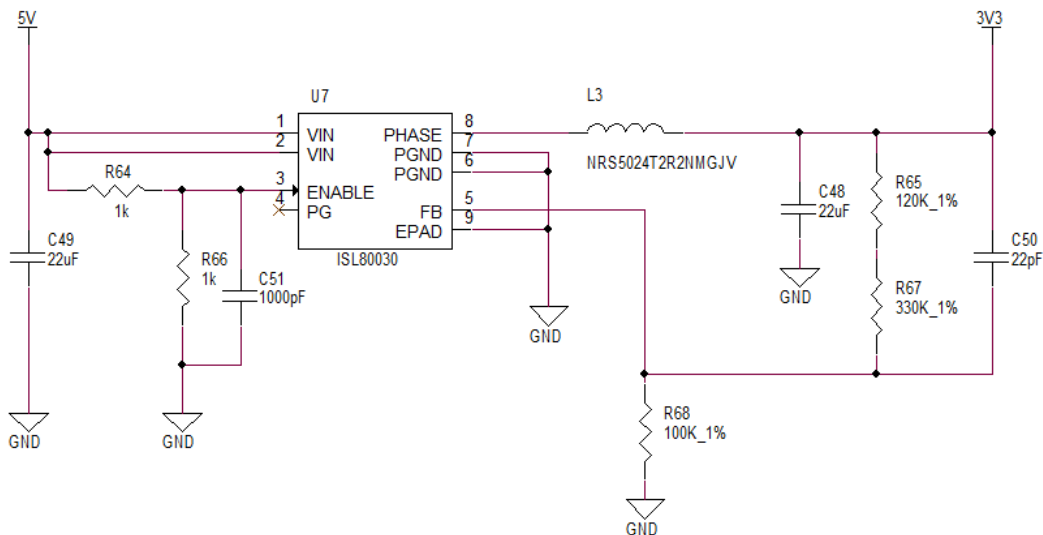 5V
3V3
U7
L3
1
VIN
PHASE
8
2
VIN
PGND
7
PGND
6
NRS5024T2R2NMGJV
R64
1k
3
ENABLE
4
PG
FB
5
EPAD
9
ISL80030
C48
22uF
R65
120K_1%
C49
22uF
R66
1k
C51
1000pF
C50
22pF
R67
330K_1%
GND
GND
R68
100K_1%
GND
GND
GND